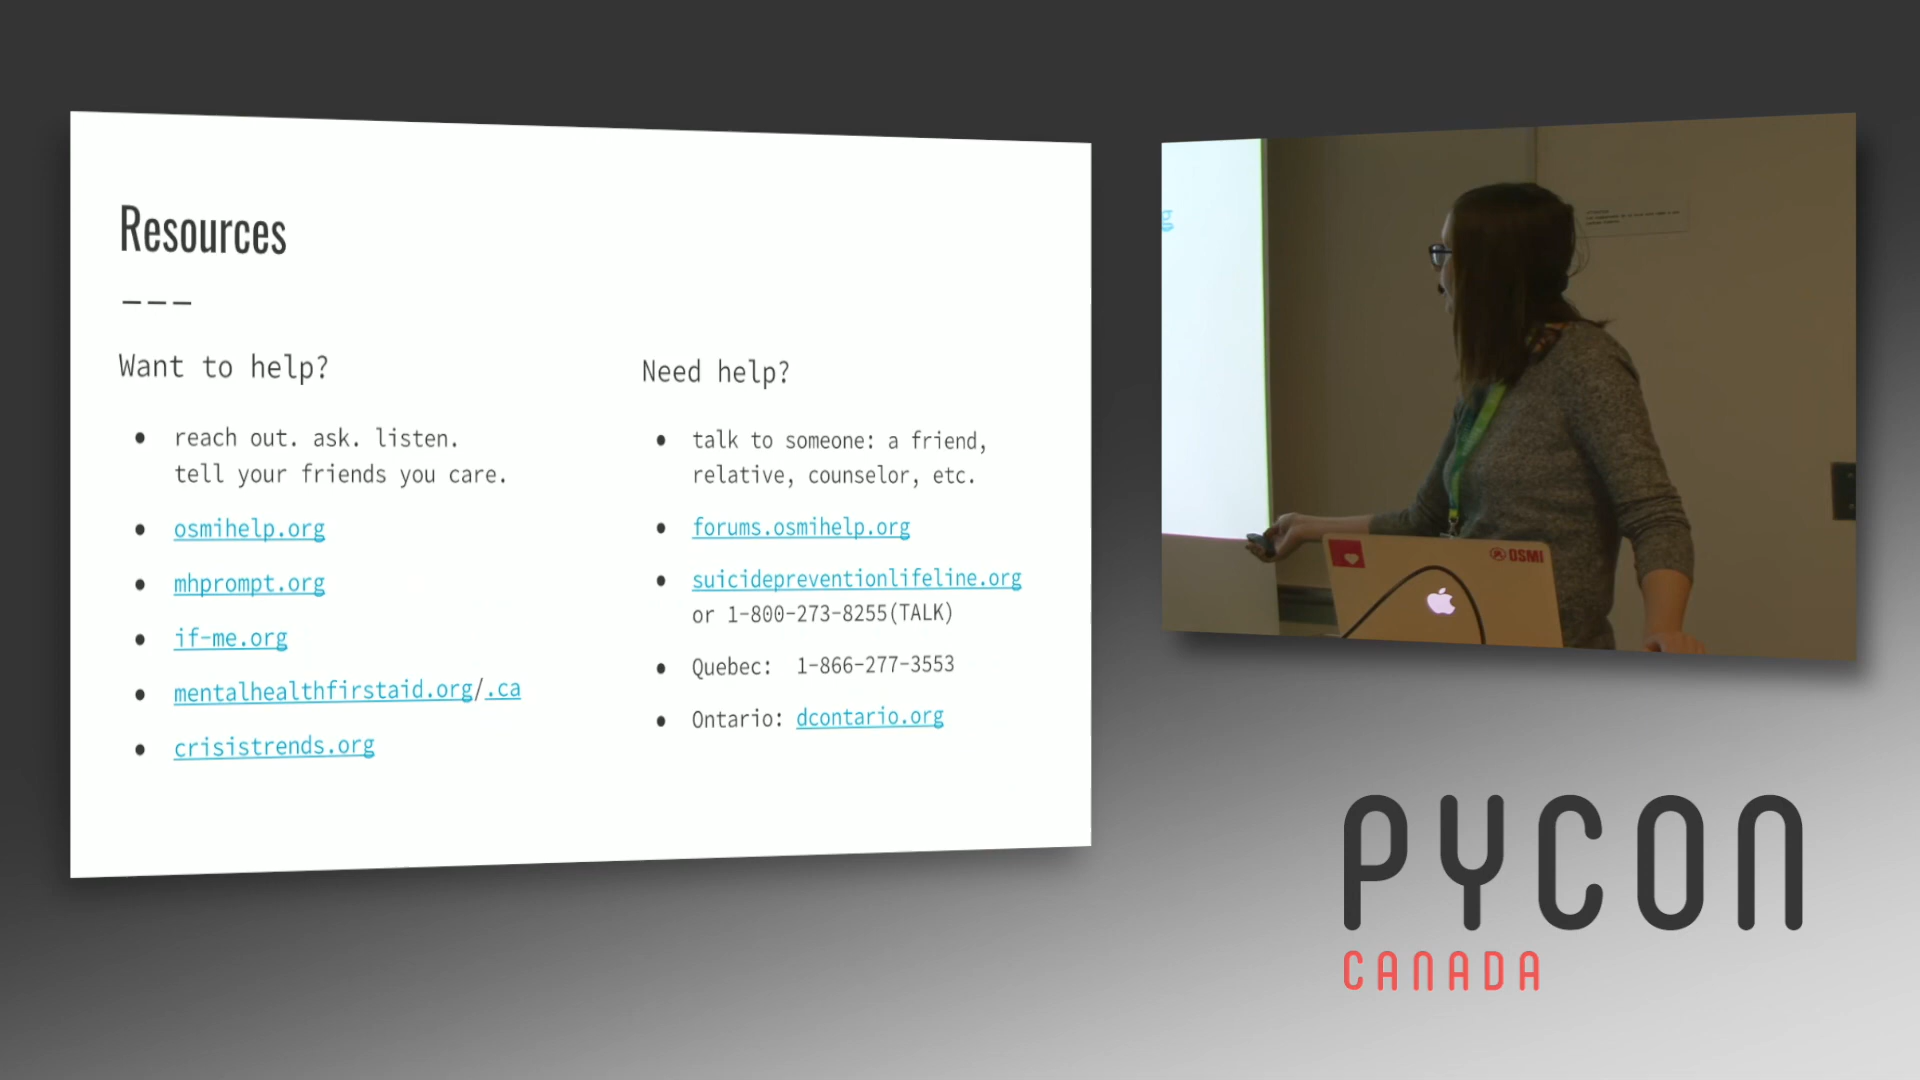 Resources
---
Want to help?
reach out. ask. listen.
tell your friends you care.
osmihelp.org
mhprompt.org
if-me.org
mentalhealthfirstaid.org/.ca
crisistrends.org
Need help?
talk to someone: a friend,
relative, counselor, etc.
forums.osmihelp.org
suicidepreventionlifeline.org
or 1-800-273-8255(TALK)
Quebec: 1-866-277-3553
Ontario: dcontario.org
OSMI
PYCON
CANADA